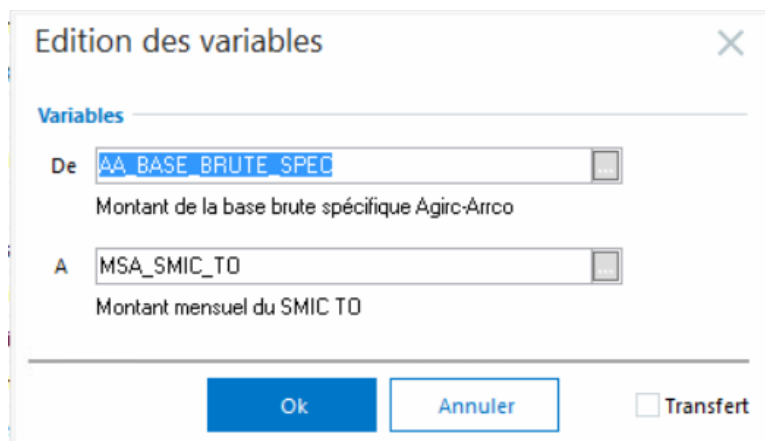 Edition des variables
Variables
De AA_BASE_BRUTE_SPEC ...
Montant de la base brute spécifique Agirc-Arrco
A MSA_SMIC_TO ...
Montant mensuel du SMIC TO
Ok Annuler Transfert